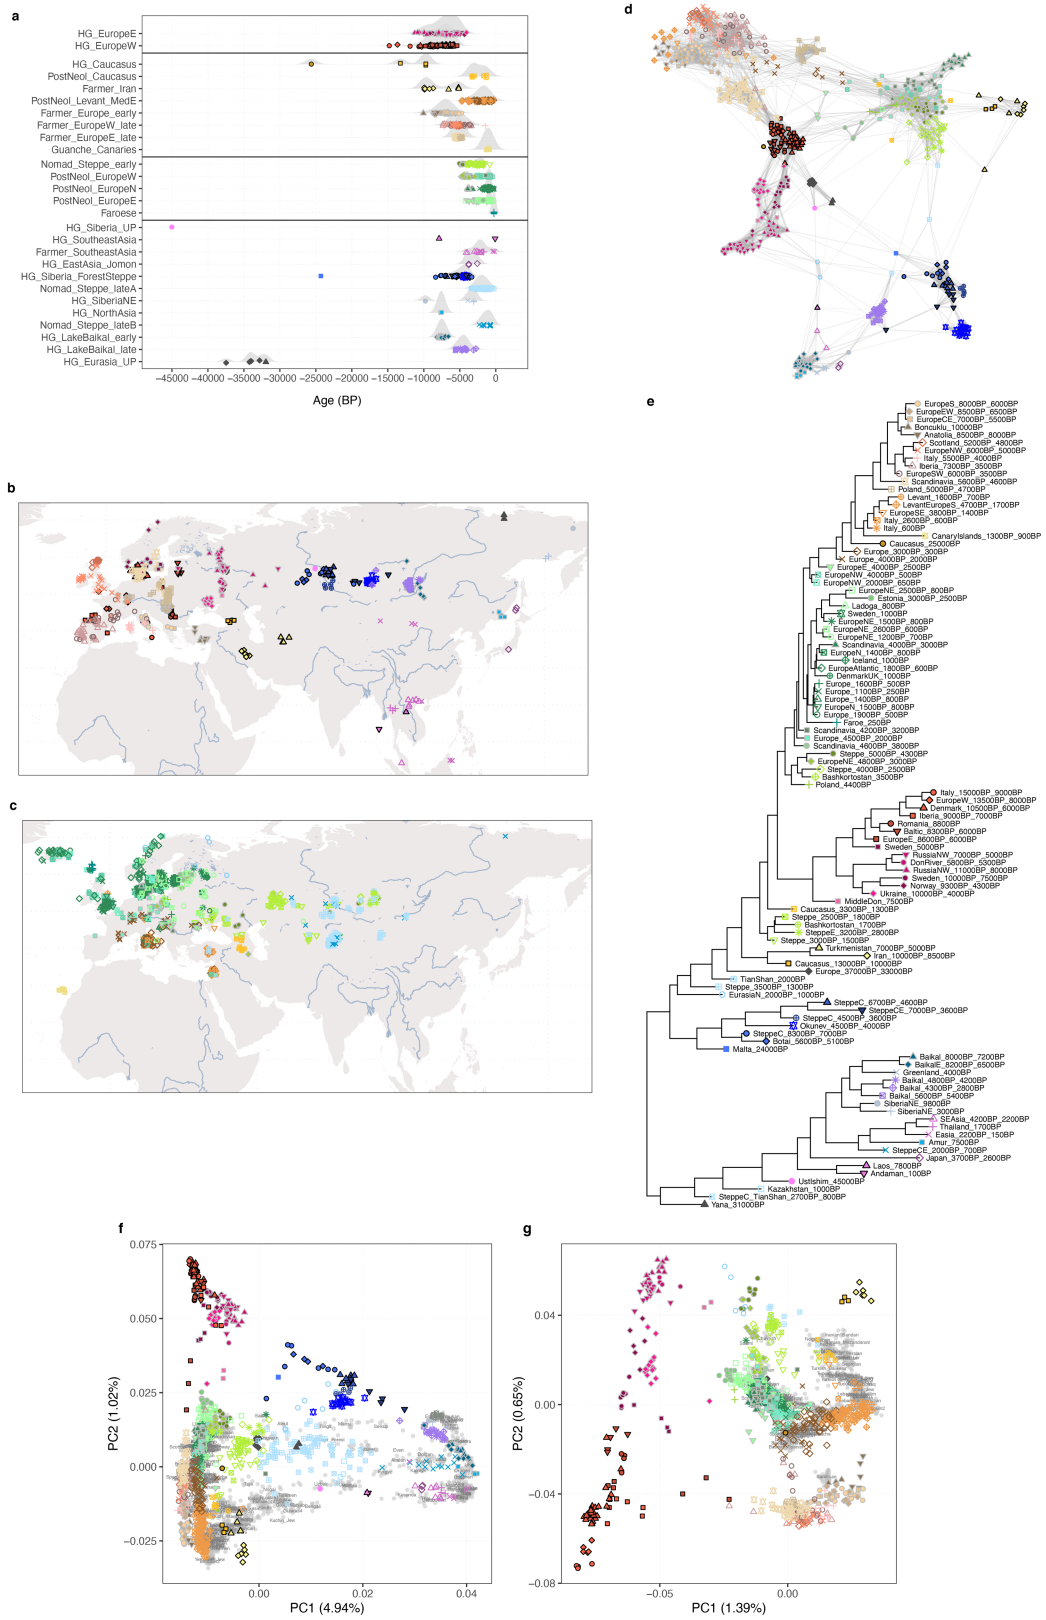 a
HG_EuropeE
HG_EuropeW
HG_Caucasus
PostNeol_Caucasus
Farmer_Iran
PostNeol_Levant_MedE
Farmer_Europe_early
Farmer_EuropeW_late
Farmer_EuropeE_late
Guanche_Canaries
Nomad_Steppe_early
PostNeol_EuropeW
PostNeol_EuropeN
PostNeol_EuropeE
Faroese
HG_Siberia_UP
HG_SoutheastAsia
Farmer_SoutheastAsia
HG_EastAsia_Jomon
HG_Siberia_ForestSteppe
Nomad_Steppe_lateA
HG_SiberiaNE
HG_NorthAsia
Nomad_Steppe_lateB
HG_LakeBaikal_early
HG_LakeBaikal_late
HG_Eurasia_UP
−45000 −40000 −35000 −30000 −25000 −20000 −15000 −10000 −5000 0
Age (BP)
b
c
d
e
EuropeS_8000BP_6000BP
EuropeEW_8500BP_6500BP
EuropeCE_7000BP_5500BP
Boncuklu_10000BP
Anatolia_8500BP_8000BP
Scotland_5200BP_4800BP
EuropeNW_6000BP_5000BP
Italy_5500BP_4000BP
Iberia_7300BP_3500BP
EuropeSW_6000BP_3500BP
Scandinavia_5600BP_4600BP
Poland_5000BP_4700BP
Levant_1600BP_700BP
LevantEuropeS_4700BP_1700BP
EuropeSE_3800BP_1400BP
Italy_2600BP_600BP
Italy_600BP
CanaryIslands_1300BP_900BP
Caucasus_25000BP
Europe_3000BP_300BP
Europe_4000BP_2000BP
EuropeE_4000BP_2500BP
EuropeNW_4000BP_500BP
EuropeNW_2000BP_650BP
EuropeNE_2500BP_800BP
Estonia_3000BP_2500BP
Ladoga_800BP
Sweden_1000BP
EuropeNE_1500BP_800BP
EuropeNE_2600BP_600BP
EuropeNE_1200BP_700BP
Scandinavia_4000BP_3000BP
EuropeN_1400BP_800BP
Iceland_1000BP
EuropeAtlantic_1800BP_600BP
DenmarkUK_1000BP
Europe_1600BP_500BP
Europe_1100BP_250BP
Europe_1400BP_800BP
EuropeN_1500BP_800BP
Europe_1900BP_500BP
Faroe_250BP
Scandinavia_4200BP_3200BP
Europe_4500BP_2000BP
Scandinavia_4600BP_3800BP
Steppe_5000BP_4300BP
EuropeNE_4800BP_3000BP
Steppe_4000BP_2500BP
Bashkortostan_3500BP
Poland_4400BP
Italy_15000BP_9000BP
EuropeW_13500BP_8000BP
Denmark_10500BP_6000BP
Iberia_9000BP_7000BP
Romania_8800BP
Baltic_8300BP_6000BP
EuropeE_8600BP_6000BP
Sweden_5000BP
RussiaNW_7000BP_5000BP
DonRiver_5800BP_5300BP
RussiaNW_11000BP_8000BP
Sweden_10000BP_7500BP
Norway_9300BP_4300BP
Ukraine_10000BP_4000BP
MiddleDon_7500BP
Caucasus_3300BP_1300BP
Steppe_2500BP_1800BP
Bashkortostan_1700BP
SteppeE_3200BP_2800BP
Steppe_3000BP_1500BP
Turkmenistan_7000BP_5000BP
Iran_10000BP_8500BP
Caucasus_13000BP_10000BP
Europe_37000BP_33000BP
TianShan_2000BP
Steppe_3500BP_1300BP
EurasiaN_2000BP_1000BP
SteppeC_6700BP_4600BP
SteppeCE_7000BP_3600BP
SteppeC_4500BP_3600BP
Okunev_4500BP_4000BP
SteppeC_8300BP_7000BP
Botai_5600BP_5100BP
Malta_24000BP
Baikal_8000BP_7200BP
BaikalE_8200BP_6500BP
Greenland_4000BP
Baikal_4800BP_4200BP
Baikal_4300BP_2800BP
Baikal_5600BP_5400BP
SiberiaNE_9800BP
SiberiaNE_3000BP
SEAsia_4200BP_2200BP
Thailand_1700BP
Easia_2200BP_150BP
Amur_7500BP
SteppeCE_2000BP_700BP
Japan_3700BP_2600BP
Laos_7800BP
Andaman_100BP
UstIshim_45000BP
Kazakhstan_1000BP
SteppeC_TianShan_2700BP_800BP
Yana_31000BP
f
0.075
0.050
0.025
0.000
−0.025
PC2 (1.02%)
0.00 0.02 0.04
PC1 (4.94%)
g
0.04
0.00
−0.04
−0.08
PC2 (0.65%)
−0.05 0.00
PC1 (1.39%)